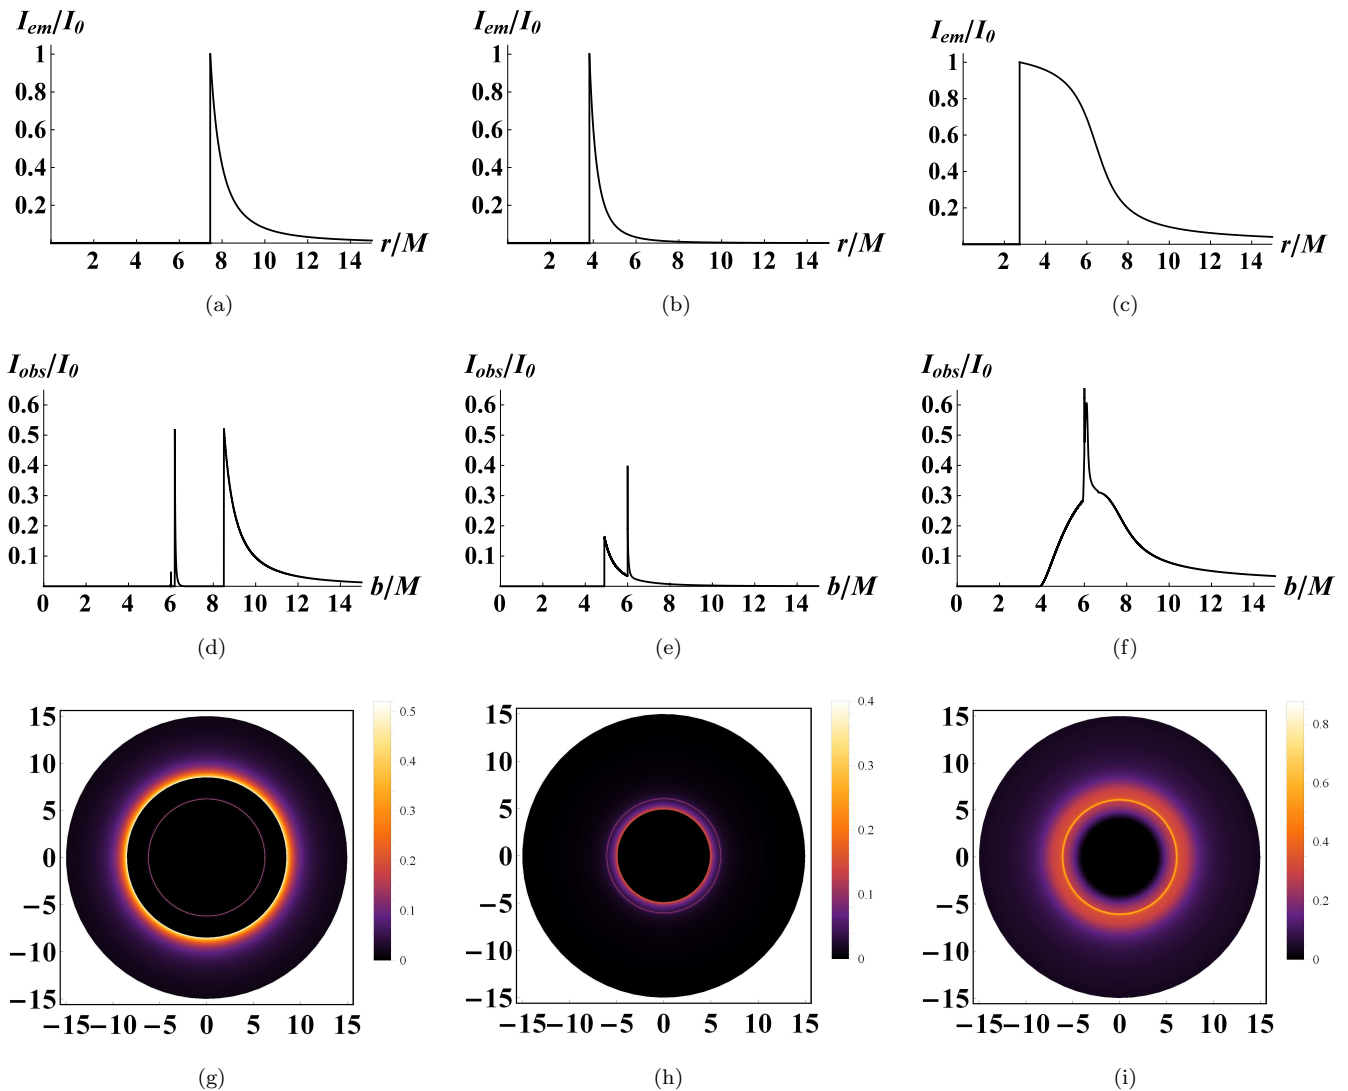 I_em/I_0 I_em/I_0 I_em/I_0
1 1 1
0.8 0.8 0.8
0.6 0.6 0.6
0.4 0.4 0.4
0.2 0.2 0.2
2 4 6 8 10 12 14 r/M 2 4 6 8 10 12 14 r/M 2 4 6 8 10 12 14 r/M
(a) (b) (c)
I_obs/I_0 I_obs/I_0 I_obs/I_0
0.6 0.6 0.6
0.5 0.5 0.5
0.4 0.4 0.4
0.3 0.3 0.3
0.2 0.2 0.2
0.1 0.1 0.1
0 2 4 6 8 10 12 14 b/M 0 2 4 6 8 10 12 14 b/M 0 2 4 6 8 10 12 14 b/M
(d) (e) (f)
15 10 5 0 −5 −10 −15
−15 −10 −5 0 5 10 15
0.5 0.4 0.3 0.2 0.1 0
15 10 5 0 −5 −10 −15
−15 −10 −5 0 5 10 15
0.4 0.3 0.2 0.1 0
15 10 5 0 −5 −10 −15
−15 −10 −5 0 5 10 15
0.8 0.6 0.4 0.2 0
(g) (h) (i)